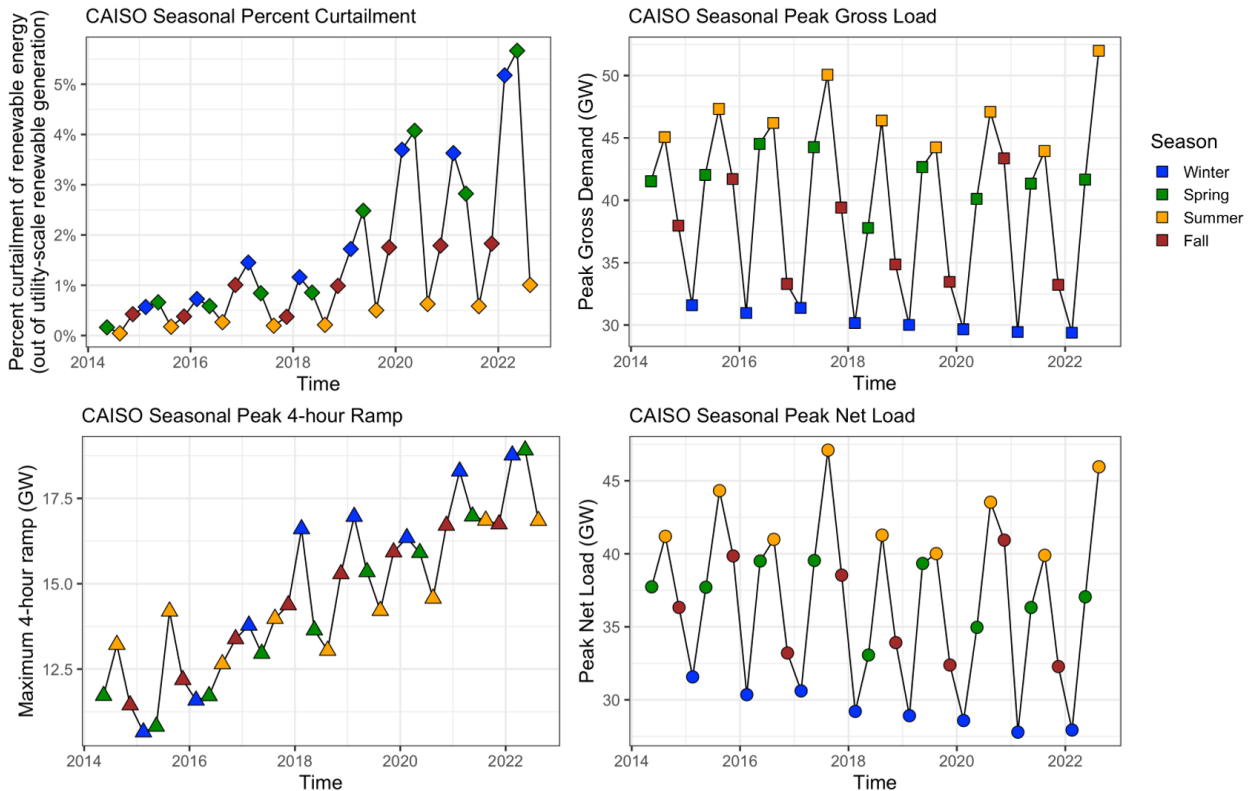 CAISO Seasonal Percent Curtailment
Percent curtailment of renewable energy
(out of utility-scale renewable generation)
5%
4%
3%
2%
1%
0%
2014 2016 2018 2020 2022
Time
CAISO Seasonal Peak Gross Load
Peak Gross Demand (GW)
50
45
40
35
30
2014 2016 2018 2020 2022
Time
Season
Winter
Spring
Summer
Fall
CAISO Seasonal Peak 4-hour Ramp
Maximum 4-hour ramp (GW)
17.5
15.0
12.5
2014 2016 2018 2020 2022
Time
CAISO Seasonal Peak Net Load
Peak Net Load (GW)
45
40
35
30
2014 2016 2018 2020 2022
Time